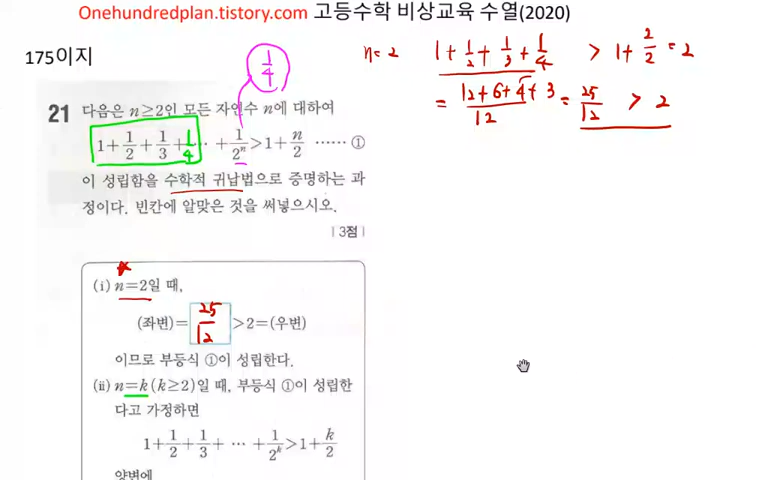 Onehundredplan.tistory.com 고등수학 비상교육 수열(2020)
175이지
n=2 1+1/2+1/3+1/4 > 1+2/2=2
=(12+6+4+3)/12 = 25/12 > 2
1/4
21 다음은 n≥2인 모든 자연수 n에 대하여
1+1/2+1/3+1/4 ⋯ +1/2ⁿ>1+n/2 ⋯⋯ ①
이 성립함을 수학적 귀납법으로 증명하는 과
정이다. 빈칸에 알맞은 것을 써넣으시오.
|3점|
(ⅰ) n=2일 때,
(좌변)= 25/12 >2=(우변)
이므로 부등식 ①이 성립한다.
(ⅱ) n=k(k≥2)일 때, 부등식 ①이 성립한
다고 가정하면
1+1/2+1/3+ ⋯ +1/2ᵏ>1+k/2
양변에